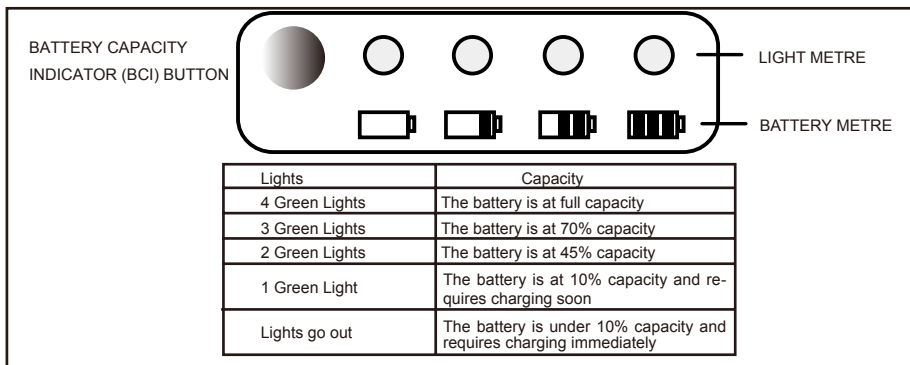 BATTERY CAPACITY
INDICATOR (BCI) BUTTON
LIGHT METRE
BATTERY METRE
Lights Capacity
4 Green Lights The battery is at full capacity
3 Green Lights The battery is at 70% capacity
2 Green Lights The battery is at 45% capacity
1 Green Light The battery is at 10% capacity and re-
quires charging soon
Lights go out The battery is under 10% capacity and
requires charging immediately